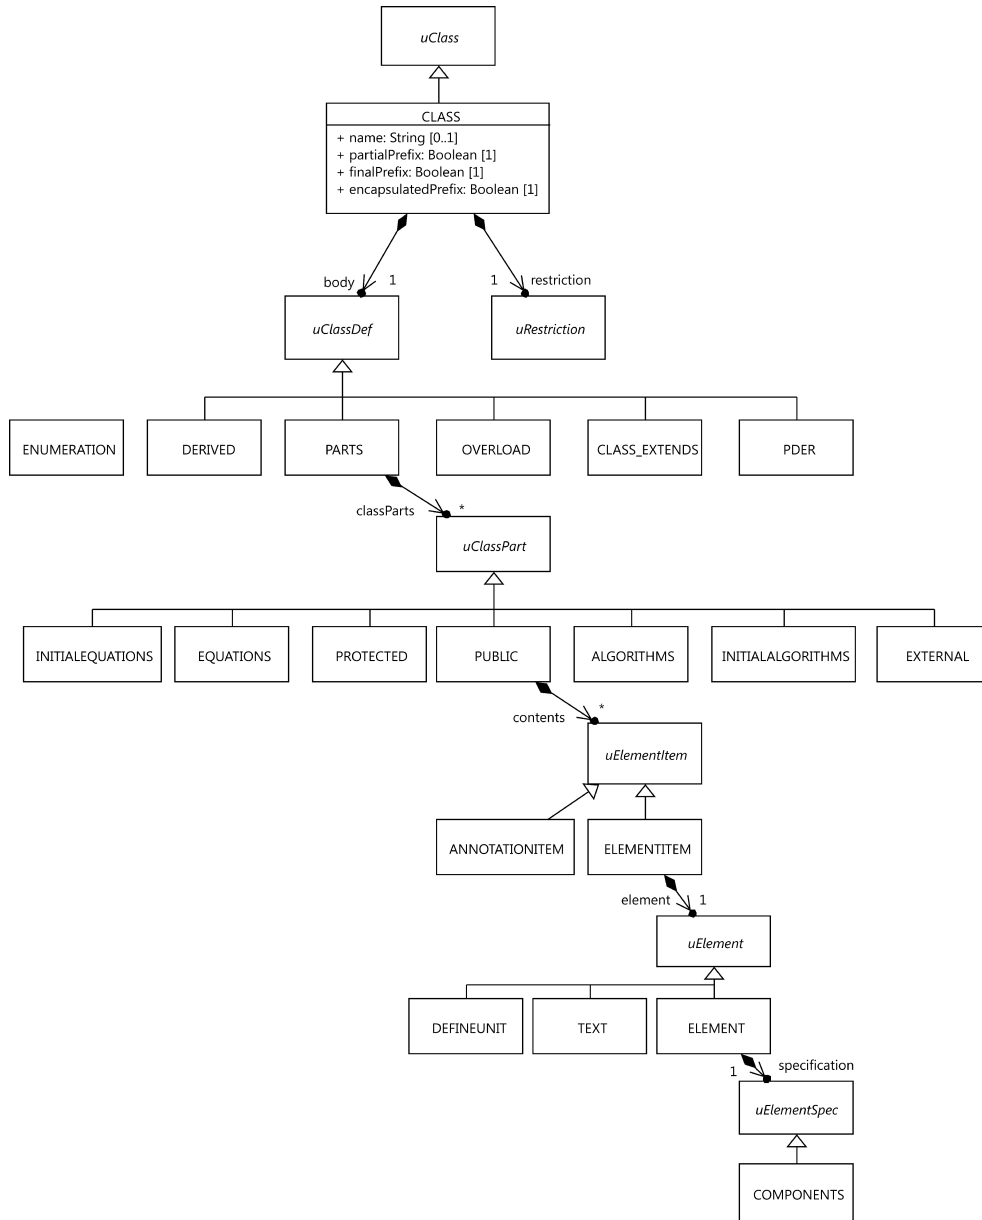 uClass
CLASS
+ name: String [0..1]
+ partialPrefix: Boolean [1]
+ finalPrefix: Boolean [1]
+ encapsulatedPrefix: Boolean [1]
body 1 1 restriction
uClassDef uRestriction
ENUMERATION DERIVED PARTS OVERLOAD CLASS_EXTENDS PDER
classParts *
uClassPart
INITIALEQUATIONS EQUATIONS PROTECTED PUBLIC ALGORITHMS INITIALALGORITHMS EXTERNAL
contents *
uElementItem
ANNOTATIONITEM ELEMENTITEM
element 1
uElement
DEFINEUNIT TEXT ELEMENT
1 specification
uElementSpec
COMPONENTS